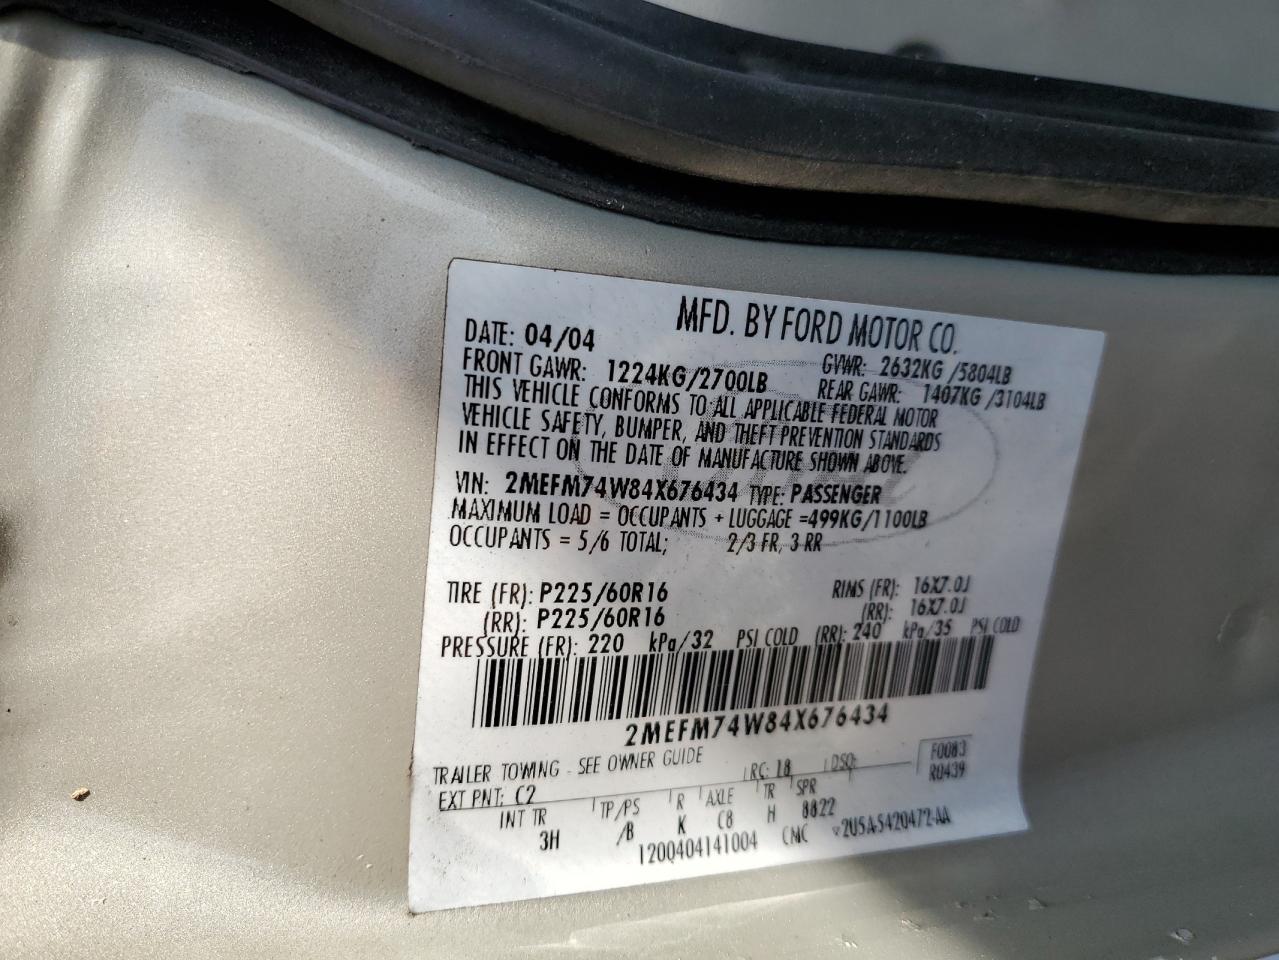 MFD. BY FORD MOTOR CO.
DATE: 04/04 GVWR: 2632KG /5804LB
FRONT GAWR: 1224KG/2700LB REAR GAWR: 1407KG /3104LB
THIS VEHICLE CONFORMS TO ALL APPLICABLE FEDERAL MOTOR
VEHICLE SAFETY, BUMPER, AND THEFT PREVENTION STANDARDS
IN EFFECT ON THE DATE OF MANUFACTURE SHOWN ABOVE.
VIN: 2MEFM74W84X676434 TYPE: PASSENGER
MAXIMUM LOAD = OCCUPANTS + LUGGAGE =499KG/1100LB
OCCUPANTS = 5/6 TOTAL; 2/3 FR, 3 RR
TIRE (FR): P225/60R16 RIMS (FR): 16X7.0J
(RR): P225/60R16 (RR): 16X7.0J
PRESSURE (FR): 220 kPa/32 PSI COLD (RR): 240 kPa/35 PSI COLD
2MEFM74W84X676434
TRAILER TOWING - SEE OWNER GUIDE F0083
EXT PNT: C2 RC: 18 DSO: R0439
INT TR TP/PS R AXLE TR SPR
3H /B K C8 H 8822
120Q404141004 CMC 2U5A-5420472-AA